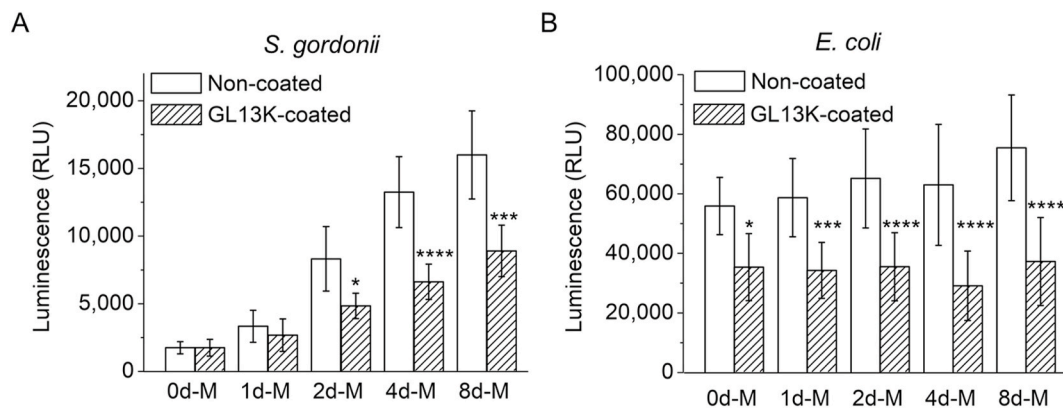 A
S. gordonii
Non-coated
GL13K-coated
Luminescence (RLU)
20,000
15,000
10,000
5,000
0
*
****
***
0d-M 1d-M 2d-M 4d-M 8d-M
B
E. coli
Non-coated
GL13K-coated
Luminescence (RLU)
100,000
80,000
60,000
40,000
20,000
0
*
***
****
****
****
0d-M 1d-M 2d-M 4d-M 8d-M